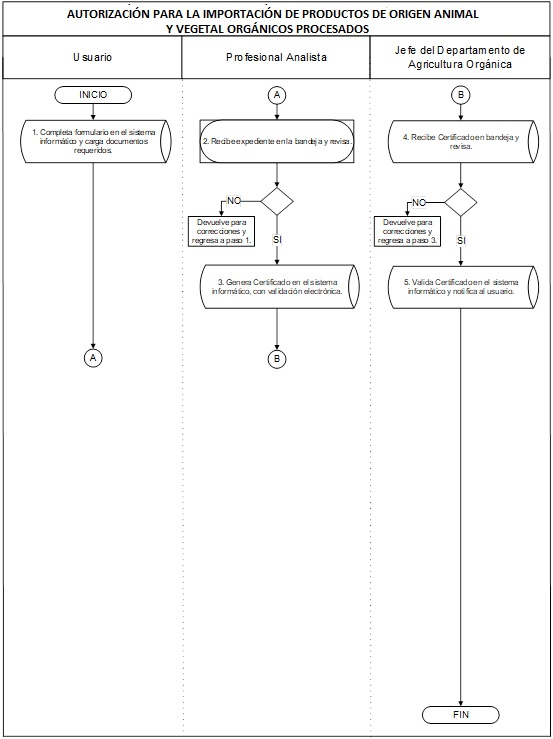 AUTORIZACIÓN PARA LA IMPORTACIÓN DE PRODUCTOS DE ORIGEN ANIMAL
Y VEGETAL ORGÁNICOS PROCESADOS
Usuario
Profesional Analista
Jefe del Departamento de
Agricultura Orgánica
INICIO
1. Completa formulario en el sistema
informático y carga documentos
requeridos.
A
A
2. Recibe expediente en la bandeja y revisa.
NO
Devuelve para
correcciones y
regresa a paso 1.
SI
3. Genera Certificado en el sistema
informático, con validación electrónica.
B
B
4. Recibe Certificado en bandeja y
revisa.
NO
Devuelve para
correcciones y
regresa a paso 3.
SI
5. Valida Certificado en el sistema
informático y notifica al usuario.
FIN